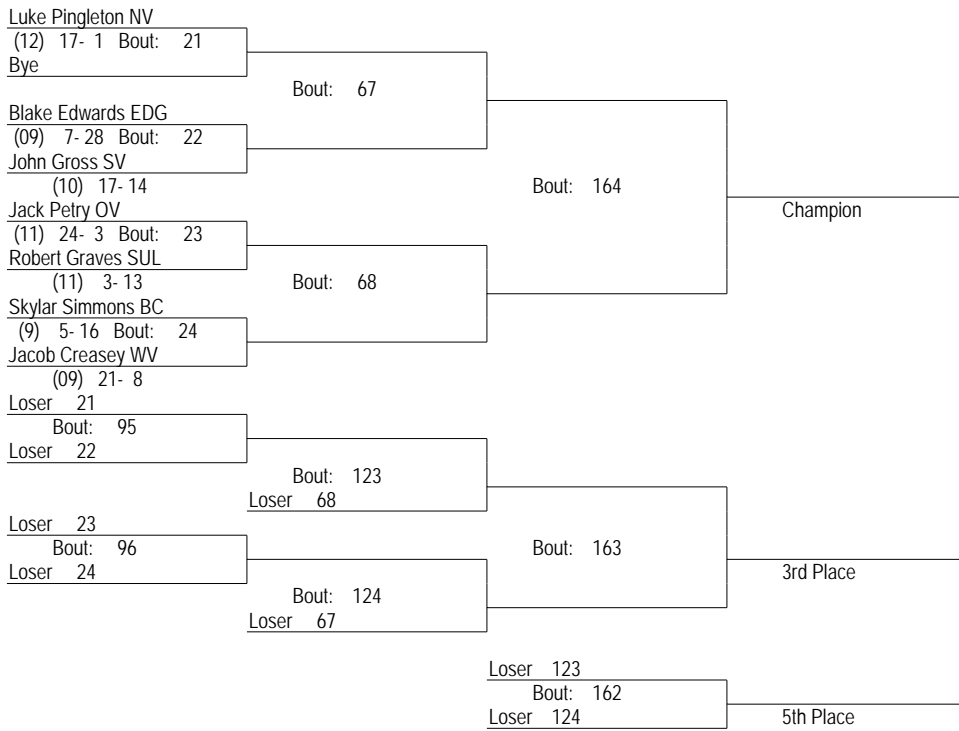 Luke Pingleton NV
(12) 17- 1 Bout: 21
Bye
Bout: 67
Blake Edwards EDG
(09) 7- 28 Bout: 22
John Gross SV
(10) 17- 14
Bout: 164
Jack Petry OV
Champion
(11) 24- 3 Bout: 23
Robert Graves SUL
(11) 3- 13
Bout: 68
Skylar Simmons BC
(9) 5- 16 Bout: 24
Jacob Creasey WV
(09) 21- 8
Loser 21
Bout: 95
Loser 22
Bout: 123
Loser 68
Loser 23
Bout: 96
Bout: 163
Loser 24
3rd Place
Bout: 124
Loser 67
Loser 123
Bout: 162
Loser 124
5th Place